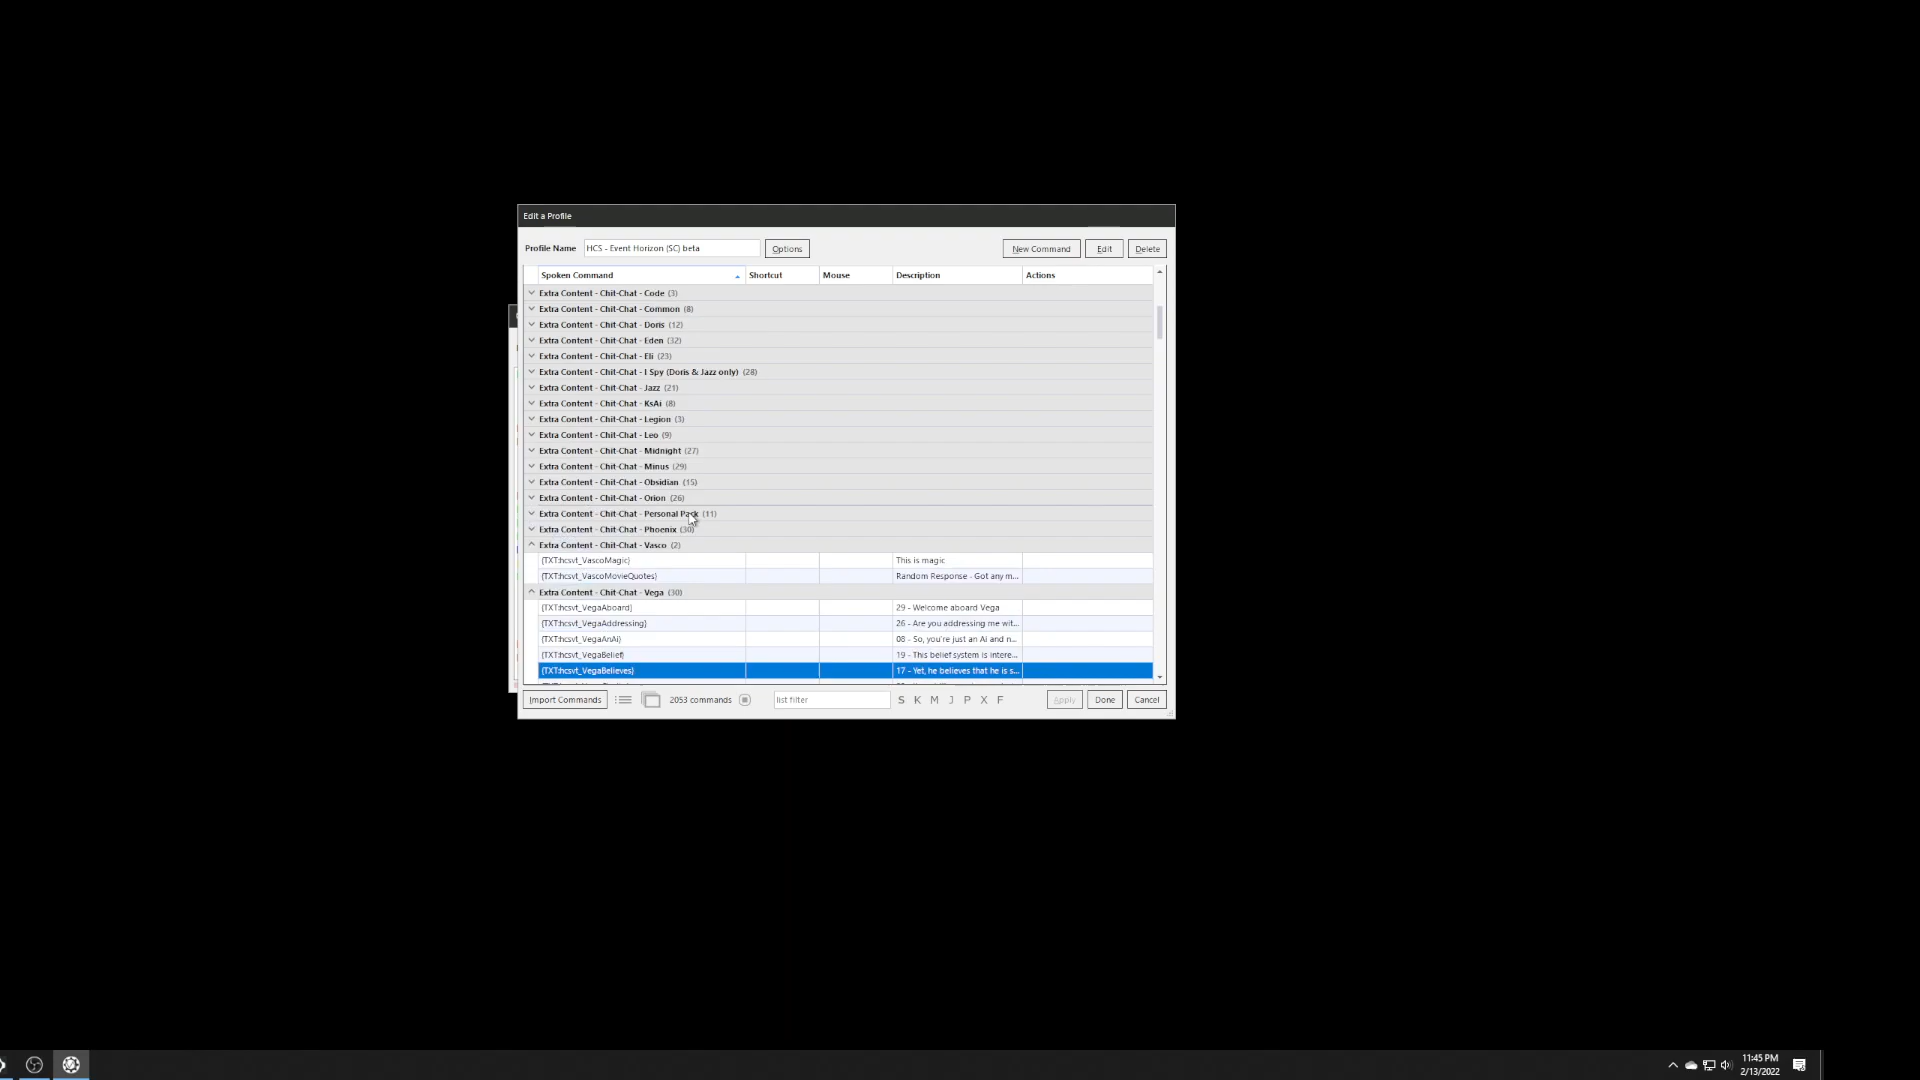 Edit a Profile
Profile Name HCS - Event Horizon (SC) beta Options New Command Edit Delete
Spoken Command Shortcut Mouse Description Actions
Extra Content - Chit-Chat - Code (3)
Extra Content - Chit-Chat - Common (8)
Extra Content - Chit-Chat - Doris (12)
Extra Content - Chit-Chat - Eden (32)
Extra Content - Chit-Chat - Eli (23)
Extra Content - Chit-Chat - I Spy (Doris & Jazz only) (28)
Extra Content - Chit-Chat - Jazz (21)
Extra Content - Chit-Chat - KsAi (8)
Extra Content - Chit-Chat - Legion (3)
Extra Content - Chit-Chat - Leo (9)
Extra Content - Chit-Chat - Midnight (27)
Extra Content - Chit-Chat - Minus (29)
Extra Content - Chit-Chat - Obsidian (15)
Extra Content - Chit-Chat - Orion (26)
Extra Content - Chit-Chat - Personal Pack (11)
Extra Content - Chit-Chat - Phoenix (30)
Extra Content - Chit-Chat - Vasco (2)
{TXT:hcsvt_VascoMagic} This is magic
{TXT:hcsvt_VascoMovieQuotes} Random Response - Got any m...
Extra Content - Chit-Chat - Vega (30)
{TXT:hcsvt_VegaAboard} 29 - Welcome aboard Vega
{TXT:hcsvt_VegaAddressing} 26 - Are you addressing me wit...
{TXT:hcsvt_VegaAnAi} 08 - So, you're just an Ai and n...
{TXT:hcsvt_VegaBelief} 19 - This belief system is intere...
{TXT:hcsvt_VegaBelieves} 17 - Yet, he believes that he is s...
Import Commands 2053 commands list filter S K M J P X F Apply Done Cancel
11:45 PM
2/13/2022